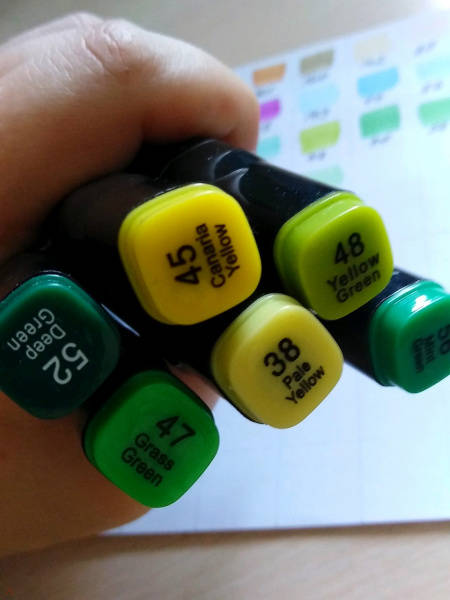 45
Canaria
Yellow
48
Yellow
Green
52
Deep
Green
38
Pale
Yellow
47
Grass
Green